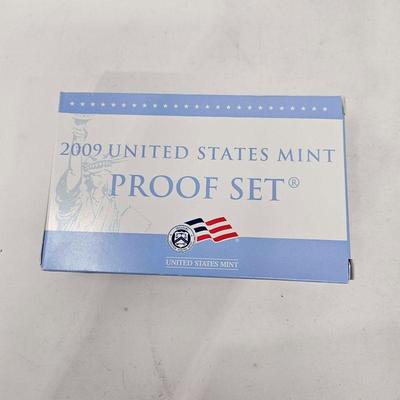 2009 UNITED STATES MINT
PROOF SET®
UNITED STATES MINT